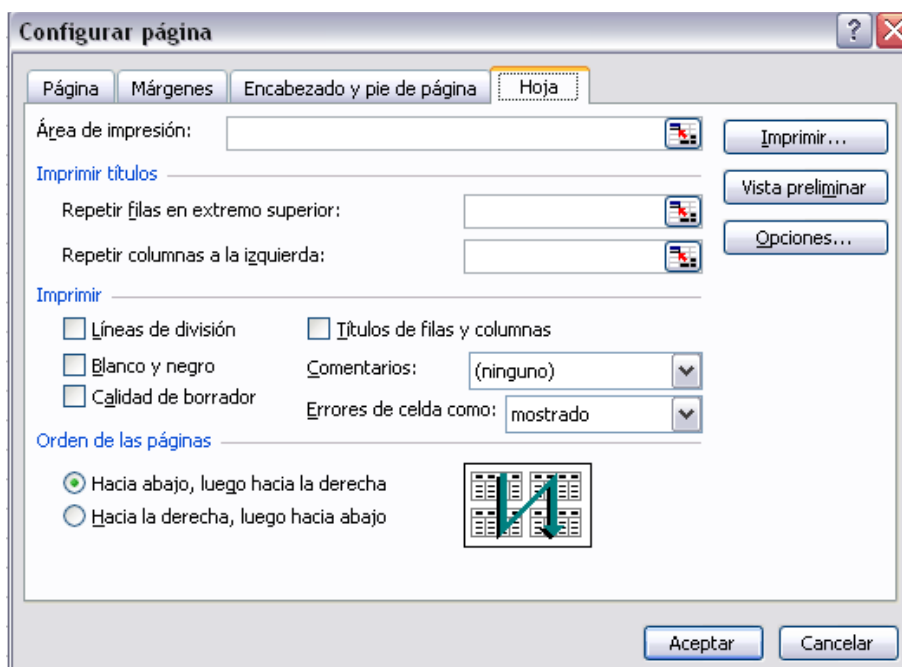 Configurar página
Página Márgenes Encabezado y pie de página Hoja
Área de impresión:
Imprimir...
Imprimir títulos
Vista preliminar
Repetir filas en extremo superior:
Opciones...
Repetir columnas a la izquierda:
Imprimir
Líneas de división Títulos de filas y columnas
Blanco y negro Comentarios: (ninguno)
Calidad de borrador Errores de celda como: mostrado
Orden de las páginas
Hacia abajo, luego hacia la derecha
Hacia la derecha, luego hacia abajo
Aceptar Cancelar